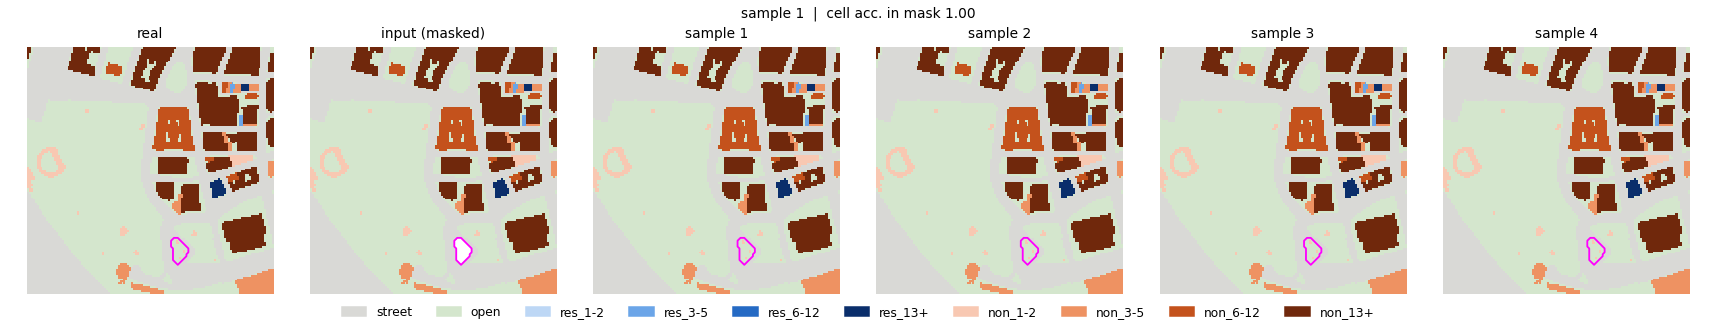 sample 1 | cell acc. in mask 1.00
real input (masked) sample 1 sample 2 sample 3 sample 4
street open res_1-2 res_3-5 res_6-12 res_13+ non_1-2 non_3-5 non_6-12 non_13+